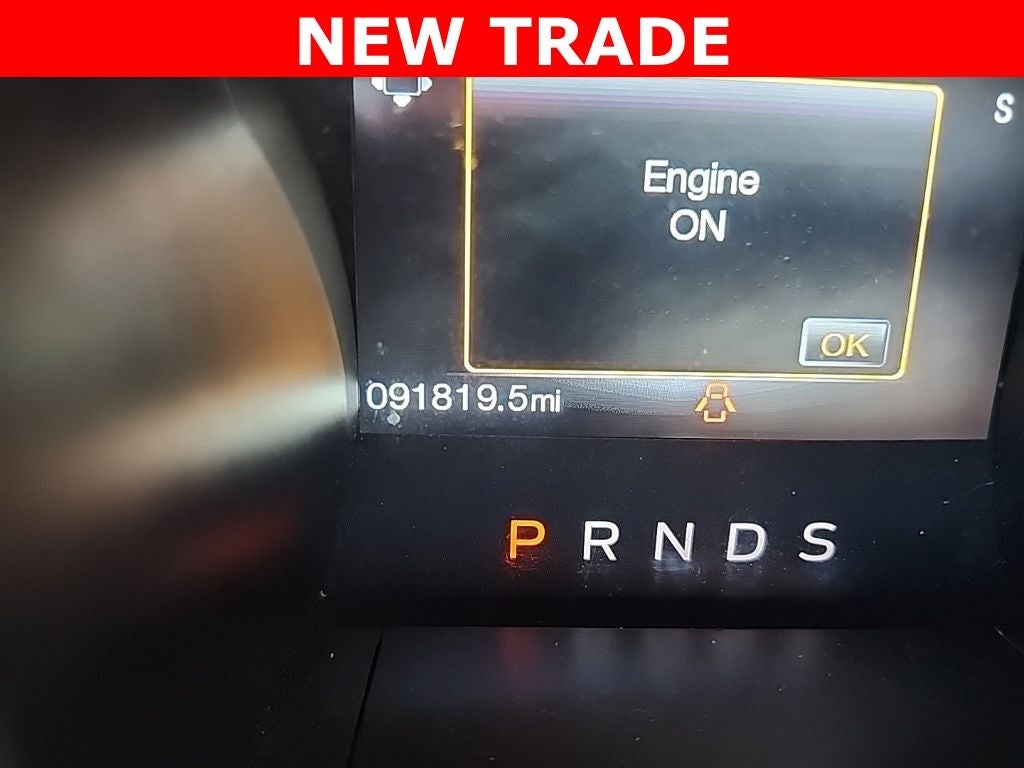 NEW TRADE
S
Engine
ON
OK
091819.5mi
P R N D S